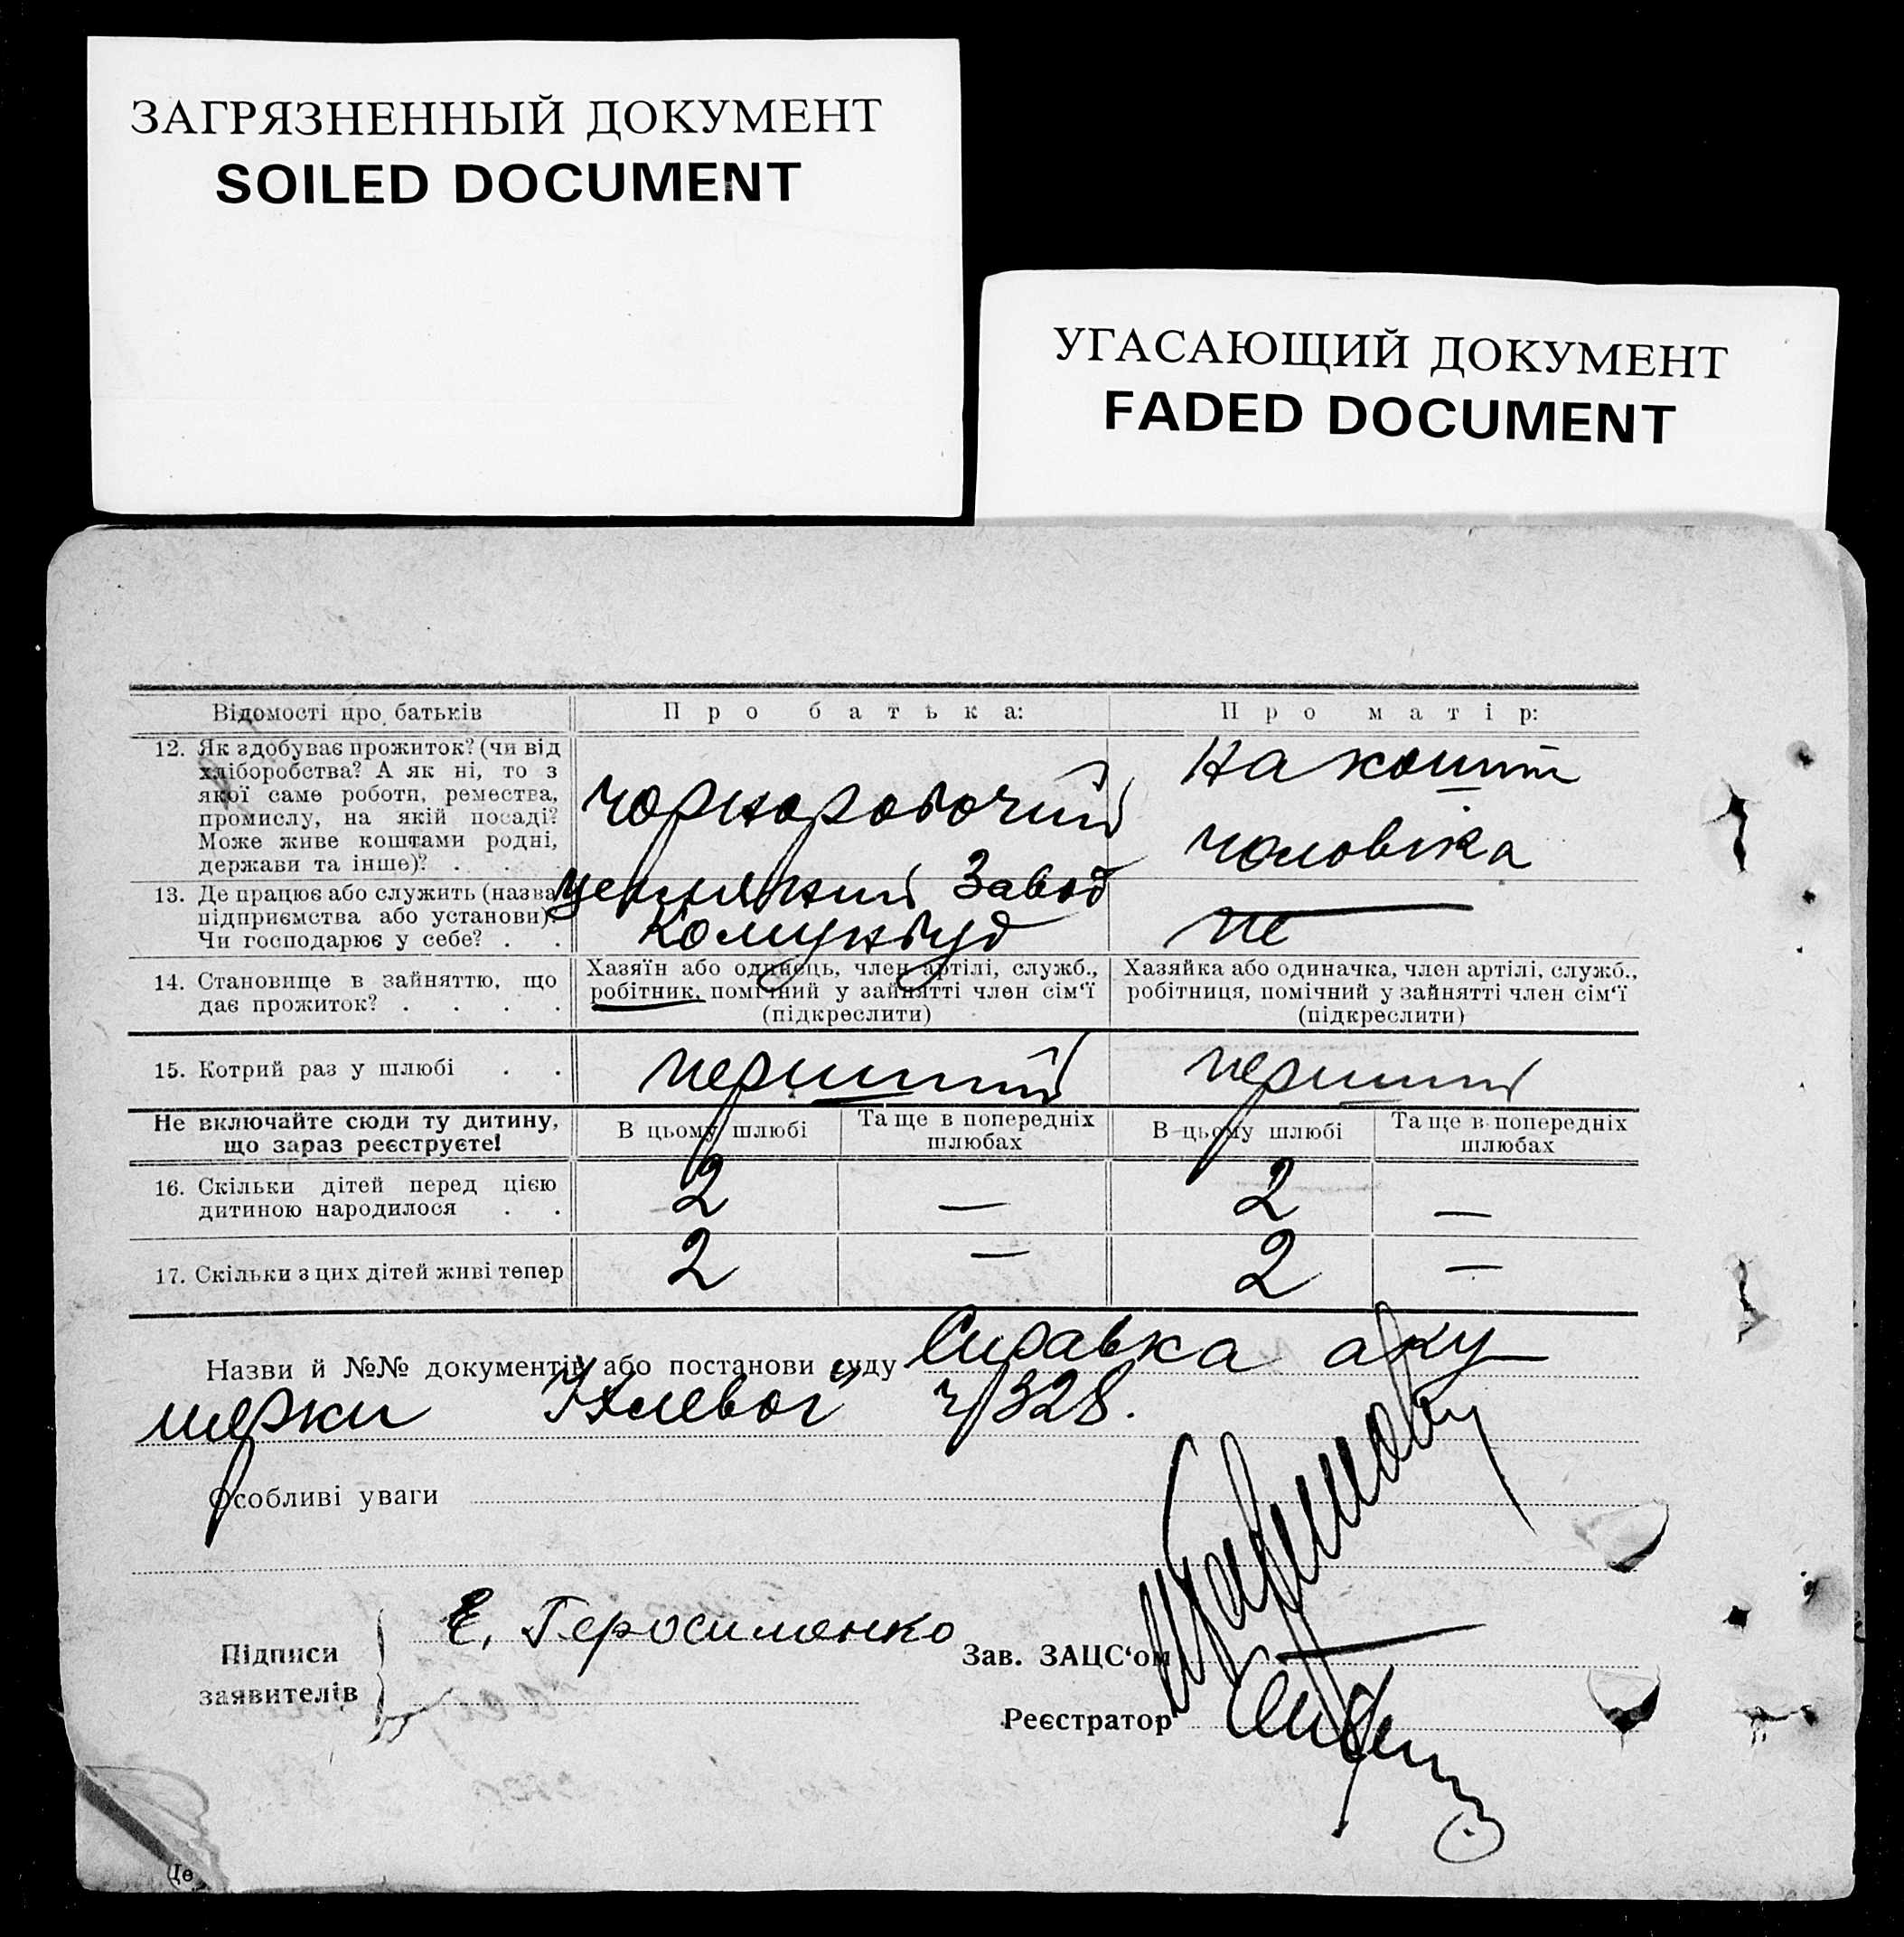 ЗАГРЯЗНЕННЫЙ ДОКУМЕНТ
SOILED DOCUMENT
УГАСАЮЩИЙ ДОКУМЕНТ
FADED DOCUMENT
Відомості про батьків
Про батька:
Про матір:
12. Як здобуває прожиток? (чи від
хліборобства? А як ні, то з
якої саме роботи, ремества,
промислу, на якій посаді?
Може живе коштами родні,
держави та інше)? . . .
чорноробочий
на кошти
чоловіка
13. Де працює або служить (назва
підприємства або установи)?
Чи господарює у себе? . .
Завод
Комунбуд
не
14. Становище в зайняттю, що
дає прожиток? . . . .
Хазяїн або одинець, член артілі, служб.,
робітник, помічний у зайнятті член сім‘ї
(підкреслити)
Хазяйка або одиначка, член артілі, служб.,
робітниця, помічний у зайнятті член сім‘ї
(підкреслити)
15. Котрий раз у шлюбі . .
перший
перший
Не включайте сюди ту дитину,
що зараз реєструєте!
В цьому шлюбі
Та ще в попередніх
шлюбах
В цьому шлюбі
Та ще в попередніх
шлюбах
16. Скільки дітей перед цією
дитиною народилося . .
2 — 2 —
17. Скільки з цих дітей живі тепер
2 — 2 —
Назви й №№ документів або постанови суду Справка аку
шерки ч 328.
Особливі уваги
Підписи
заявителів
Е. Геросименко
Зав. ЗАЦС‘ом
Реєстратор